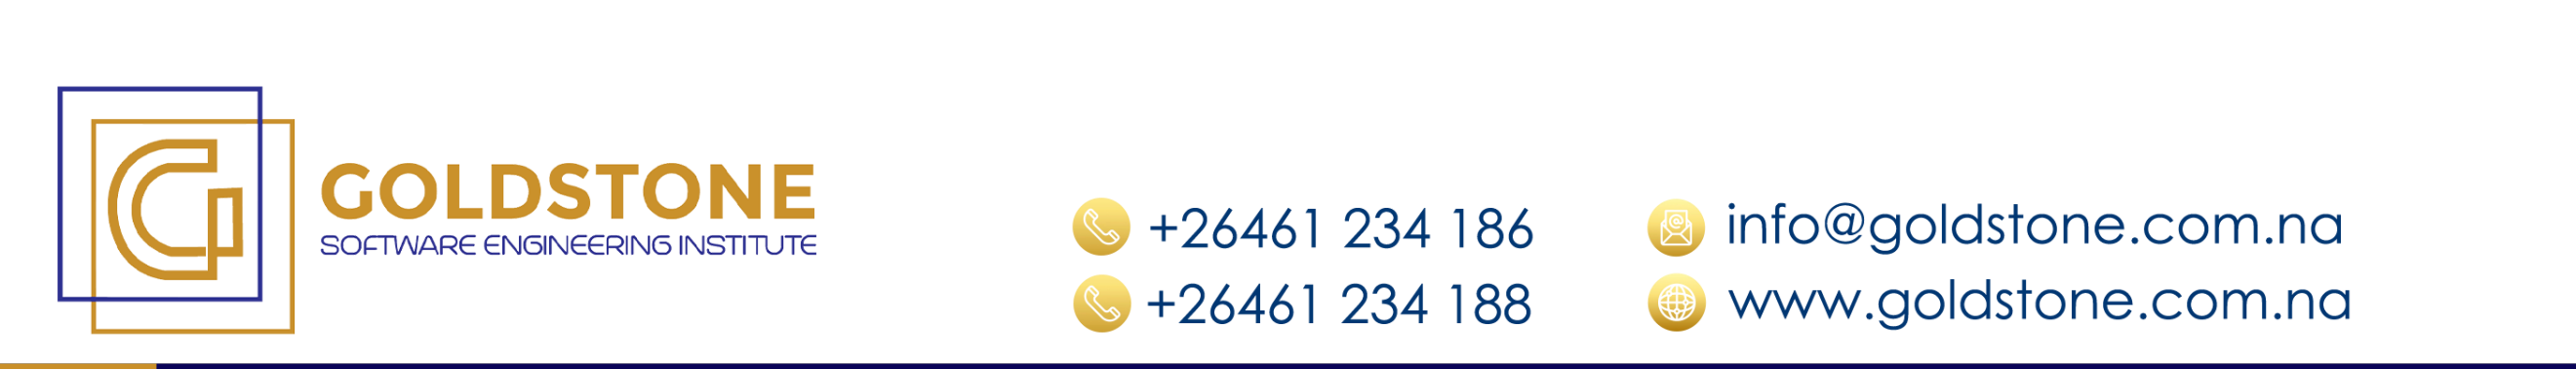 GOLDSTONE
SOFTWARE ENGINEERING INSTITUTE
+26461 234 186
+26461 234 188
info@goldstone.com.na
www.goldstone.com.na